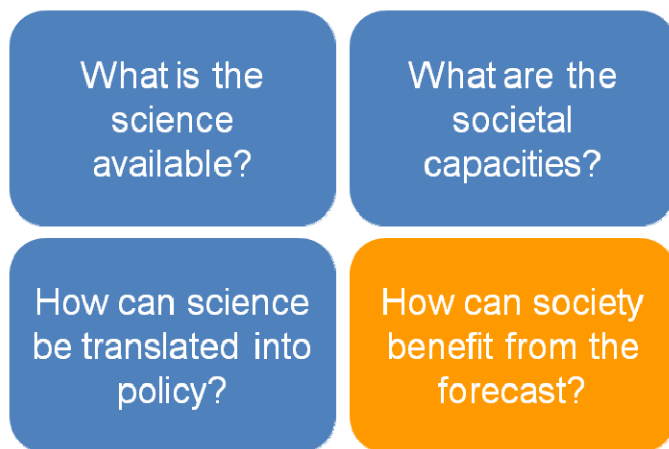 What is the
science
available?
What are the
societal
capacities?
How can science
be translated into
policy?
How can society
benefit from the
forecast?